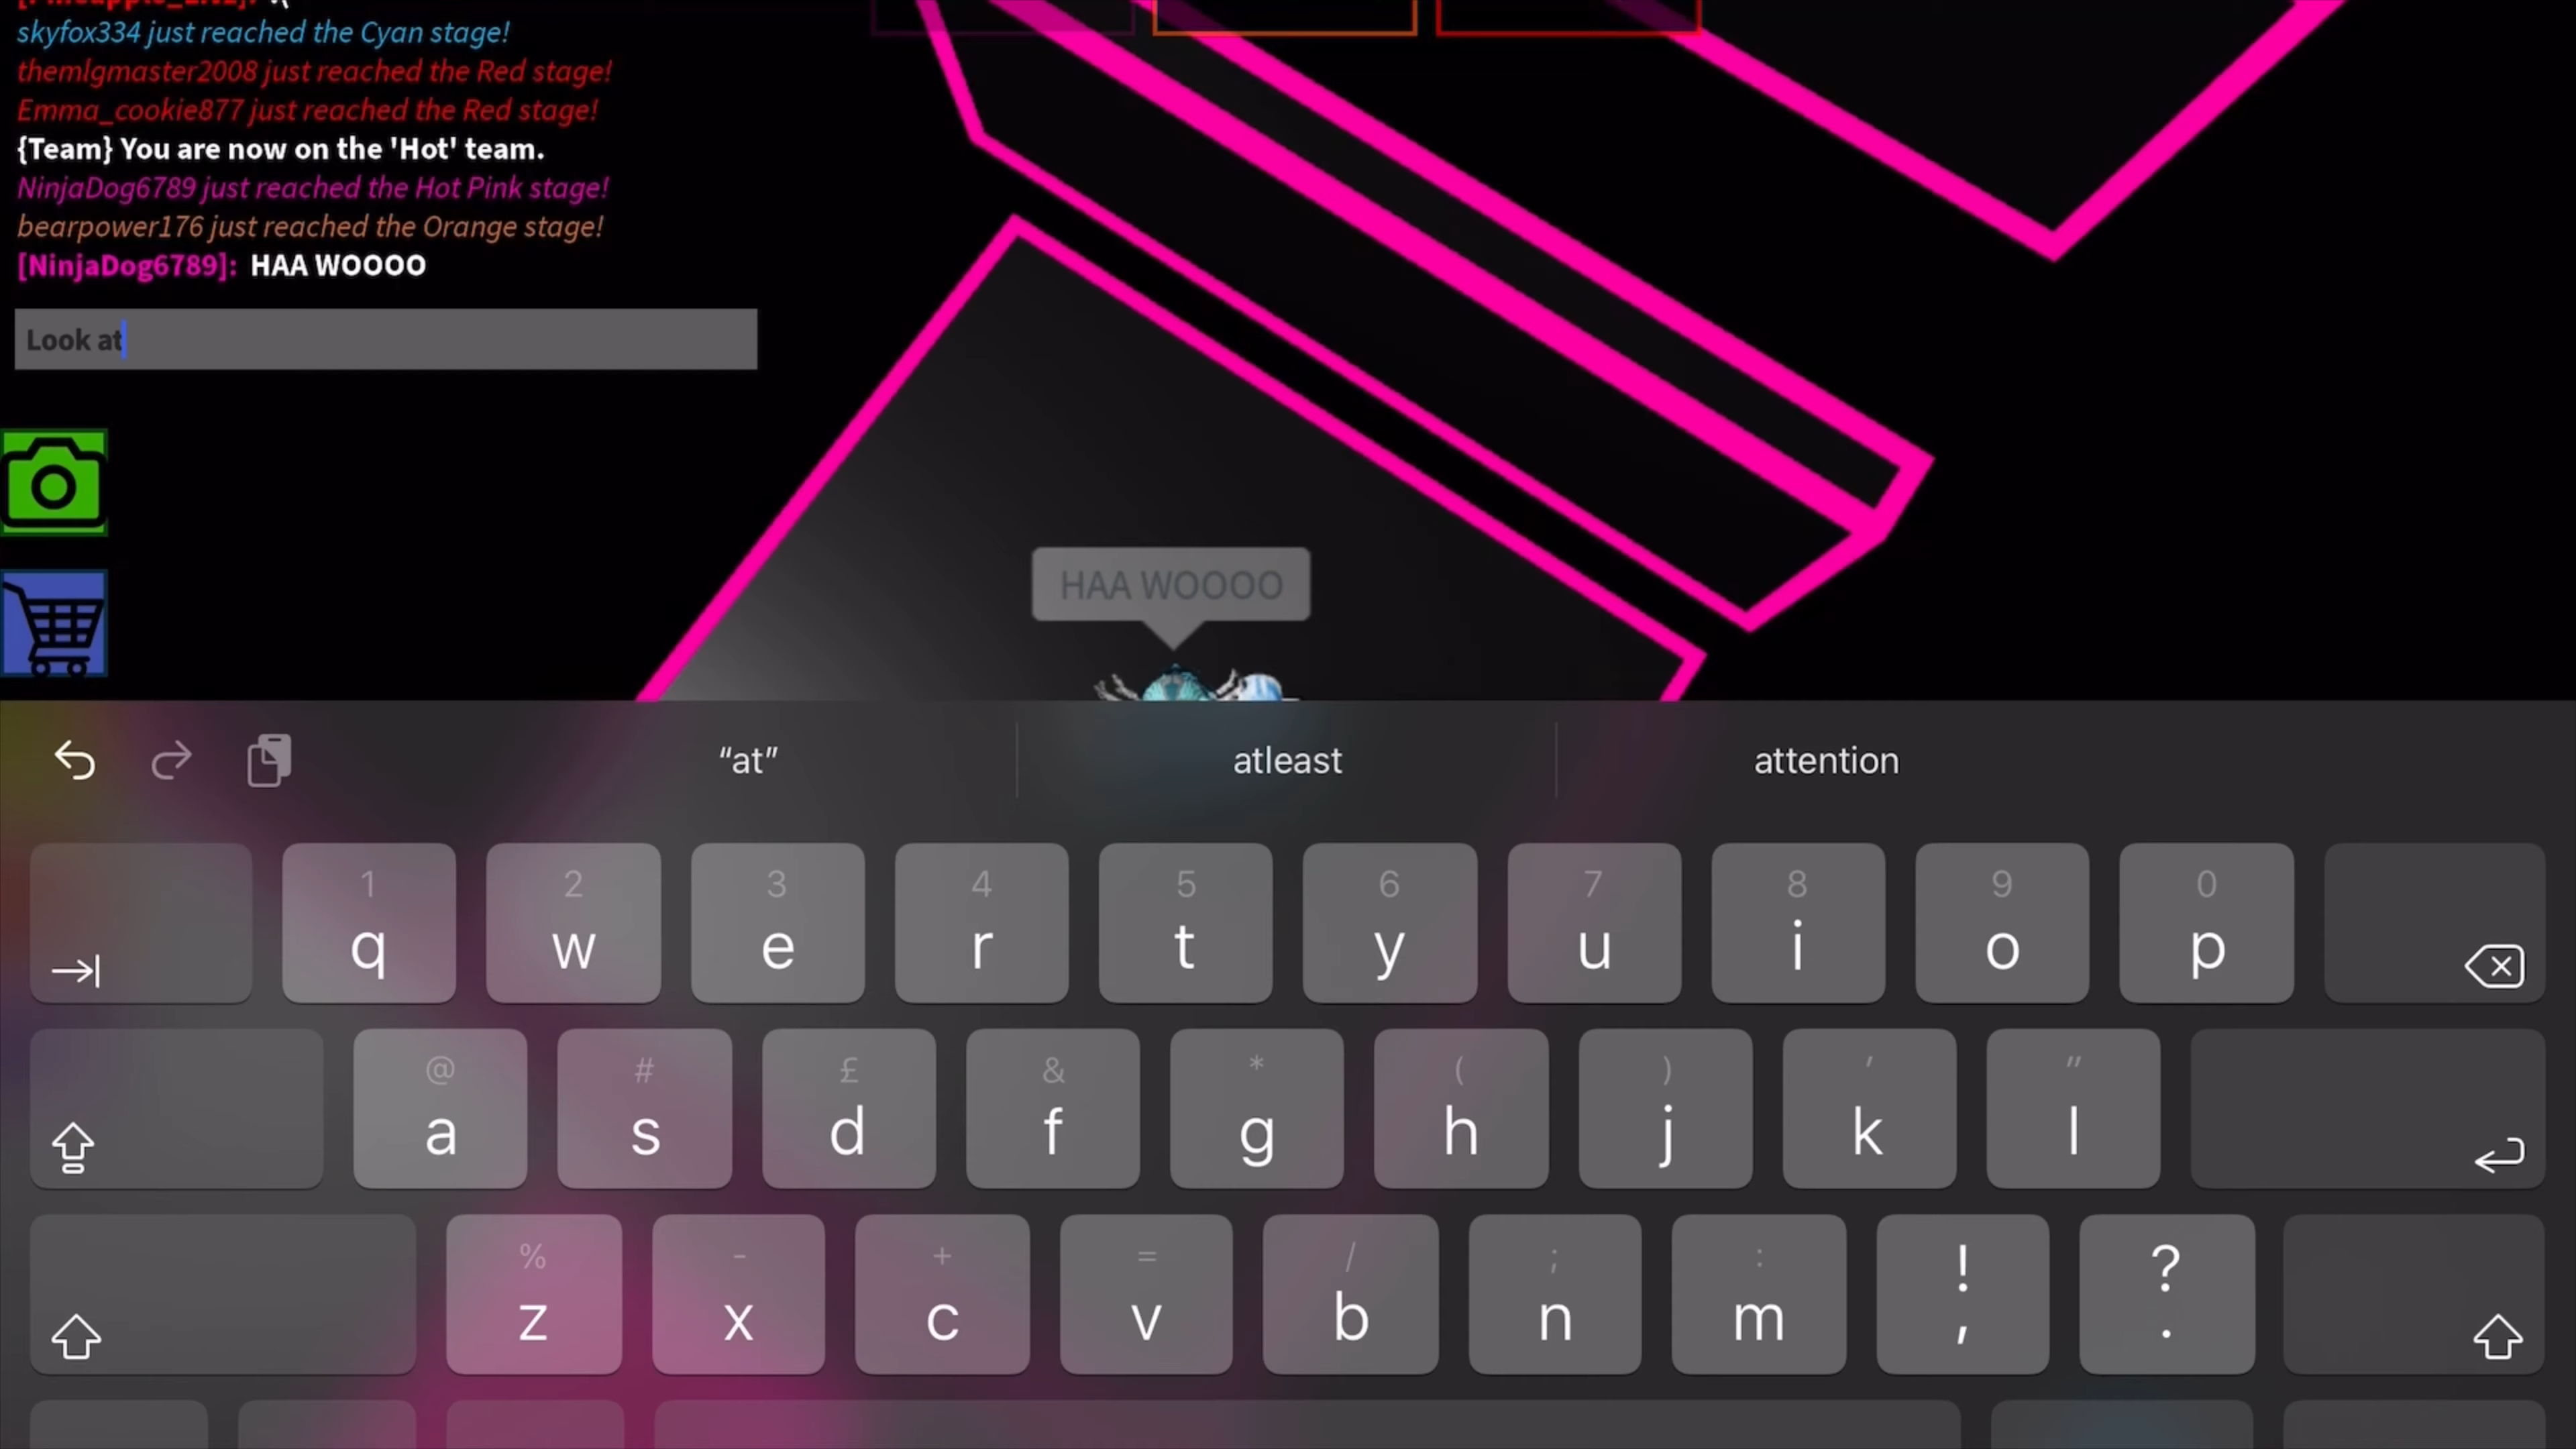 skyfox334 just reached the Cyan stage!
themlgmaster2008 just reached the Red stage!
Emma_cookie877 just reached the Red stage!
{Team} You are now on the 'Hot' team.
NinjaDog6789 just reached the Hot Pink stage!
bearpower176 just reached the Orange stage!
[NinjaDog6789]: HAA WOOOO
Look at
HAA WOOOO
“at” atleast attention
1 2 3 4 5 6 7 8 9 0
q w e r t y u i o p
@ # £ & * ( ) ' "
a s d f g h j k l
% - + = / ; : ! ?
z x c v b n m , .